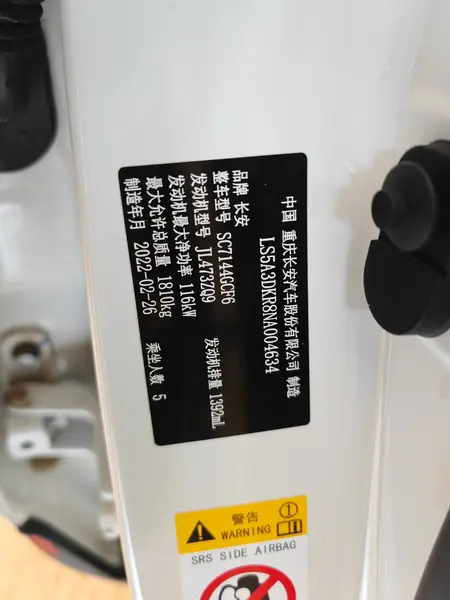 中国 重庆长安汽车股份有限公司 制造
LS5A3DKR8NA004634
品牌 长安
整车型号 SC7144GCF6
发动机型号 JL473ZQ9 发动机排量 1392mL
发动机最大净功率 116kW
最大允许总质量 1810kg 乘坐人数 5
制造年月 2022-02-26
警告 ①
WARNING
SRS SIDE AIRBAG